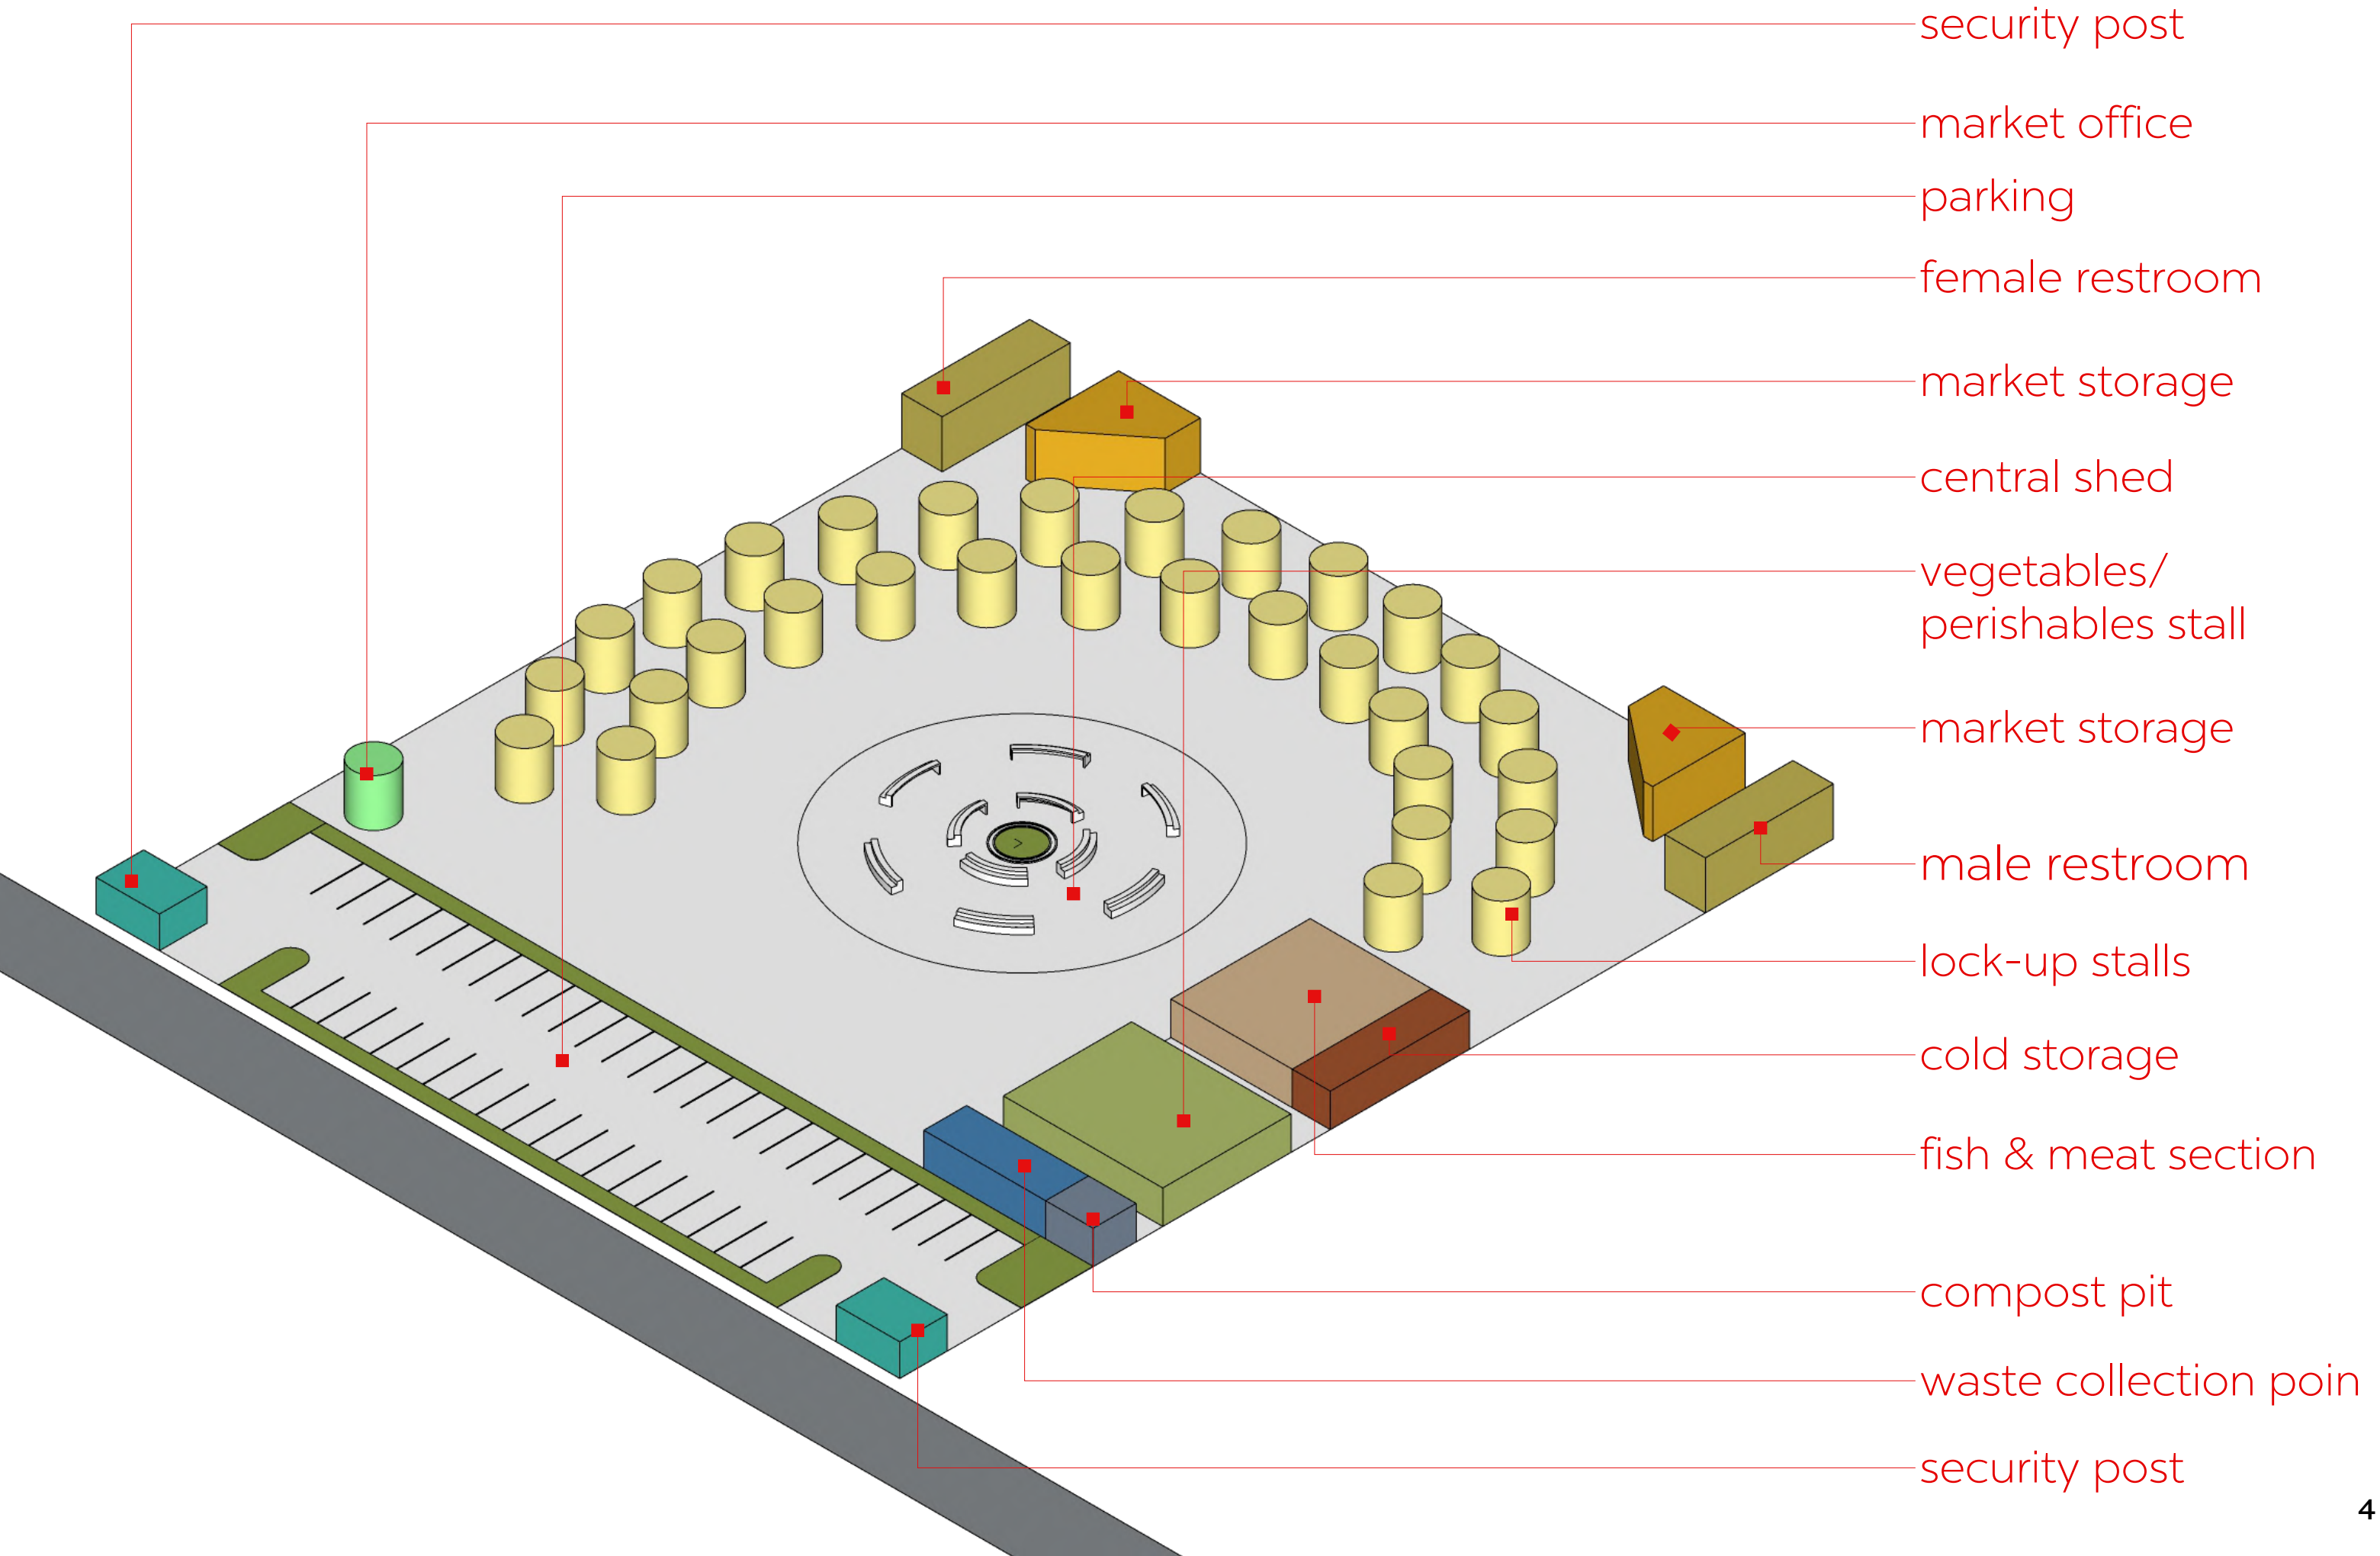 security post
market office
parking
female restroom
market storage
central shed
vegetables/
perishables stall
market storage
male restroom
lock-up stalls
cold storage
fish & meat section
compost pit
waste collection poin
security post
4